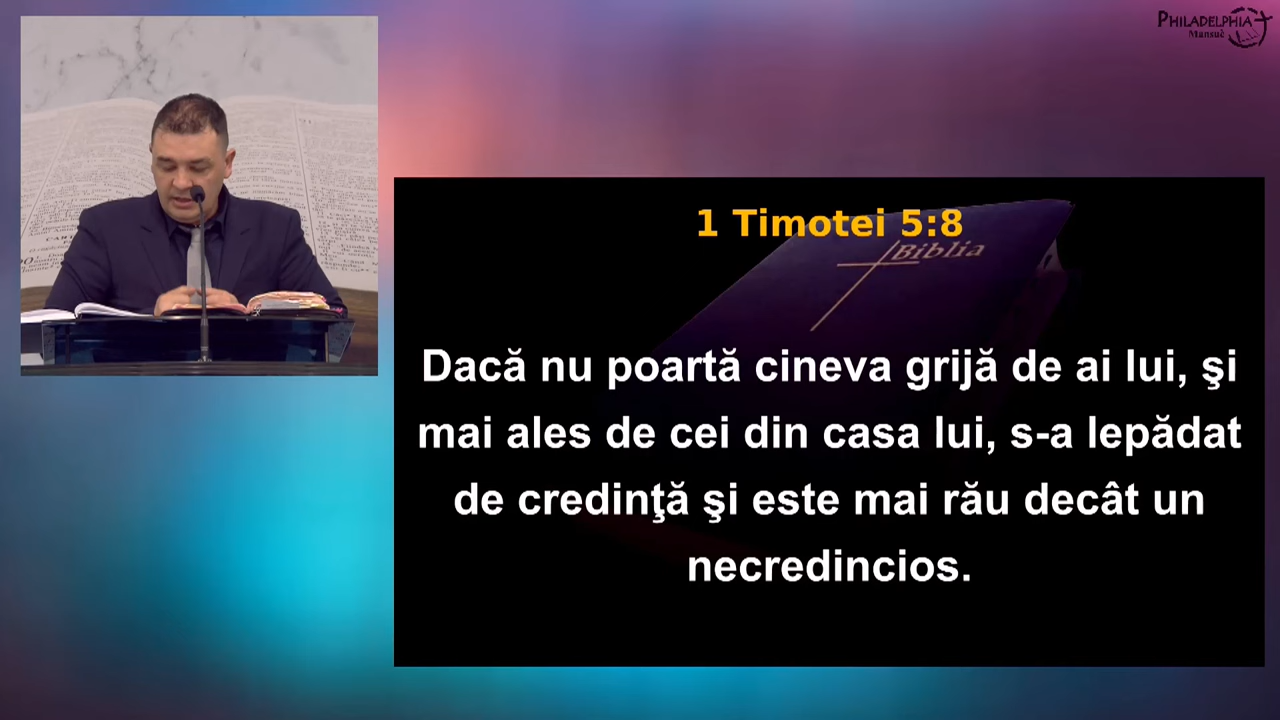 PHILADELPHIA
Mansuè
1 Timotei 5:8
Biblia
Dacă nu poartă cineva grijă de ai lui, şi
mai ales de cei din casa lui, s-a lepădat
de credinţă şi este mai rău decât un
necredincios.